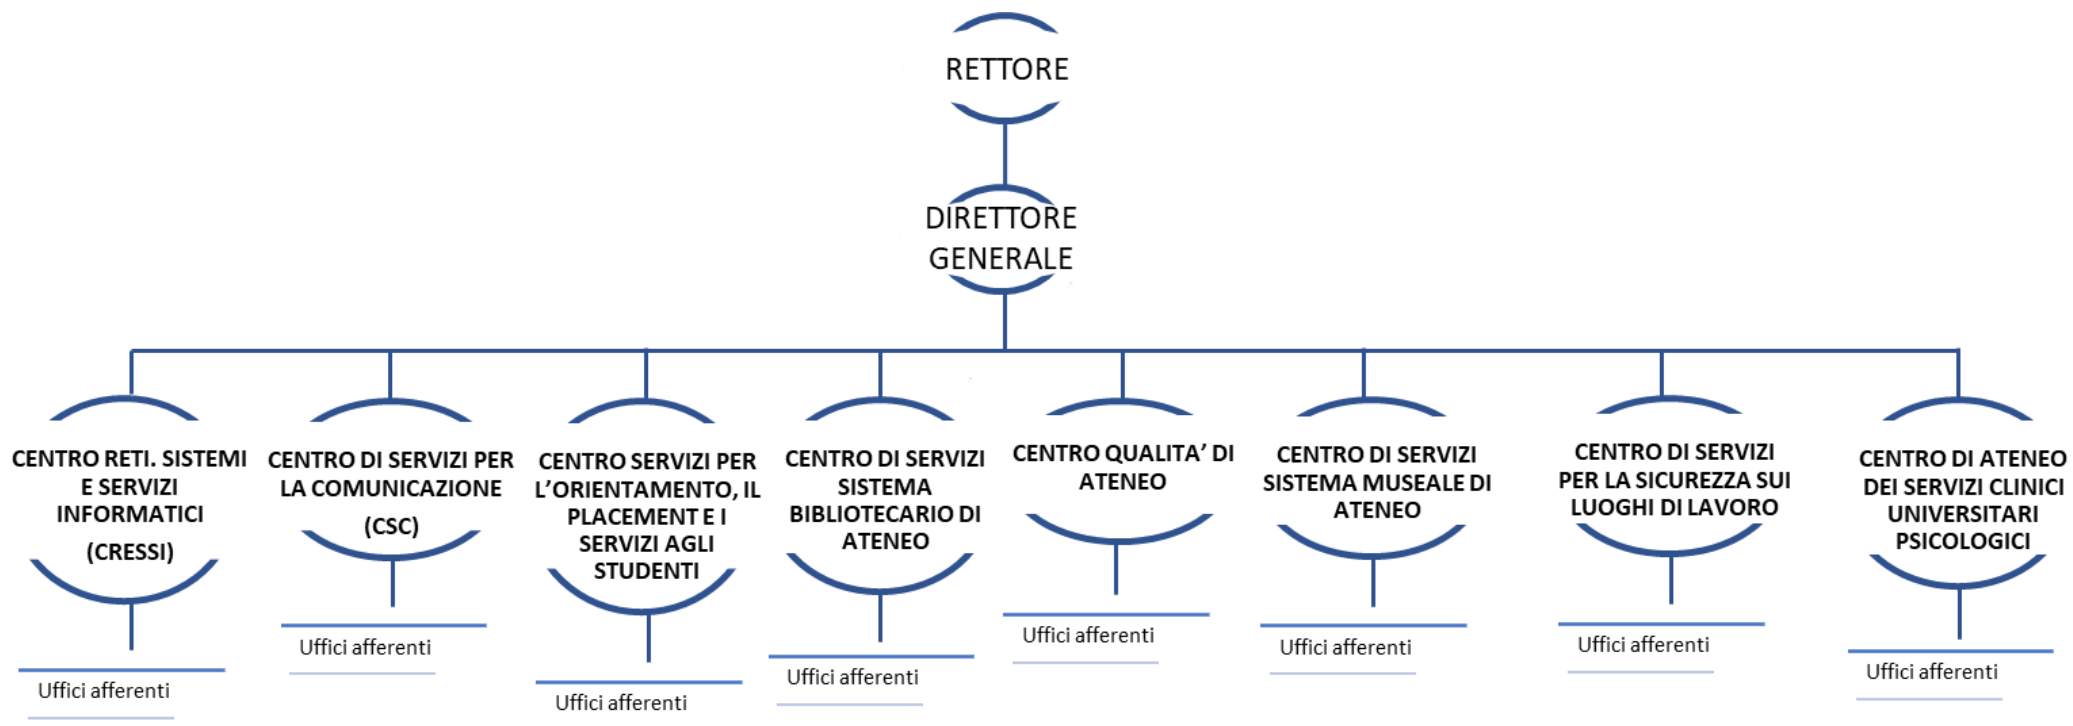 RETTORE
DIRETTORE
GENERALE
CENTRO RETI. SISTEMI
E SERVIZI
INFORMATICI
(CRESSI)
Uffici afferenti
CENTRO DI SERVIZI PER
LA COMUNICAZIONE
(CSC)
Uffici afferenti
CENTRO SERVIZI PER
L’ORIENTAMENTO, IL
PLACEMENT E I
SERVIZI AGLI
STUDENTI
Uffici afferenti
CENTRO DI SERVIZI
SISTEMA
BIBLIOTECARIO DI
ATENEO
Uffici afferenti
CENTRO QUALITA’ DI
ATENEO
Uffici afferenti
CENTRO DI SERVIZI
SISTEMA MUSEALE DI
ATENEO
Uffici afferenti
CENTRO DI SERVIZI
PER LA SICUREZZA SUI
LUOGHI DI LAVORO
Uffici afferenti
CENTRO DI ATENEO
DEI SERVIZI CLINICI
UNIVERSITARI
PSICOLOGICI
Uffici afferenti